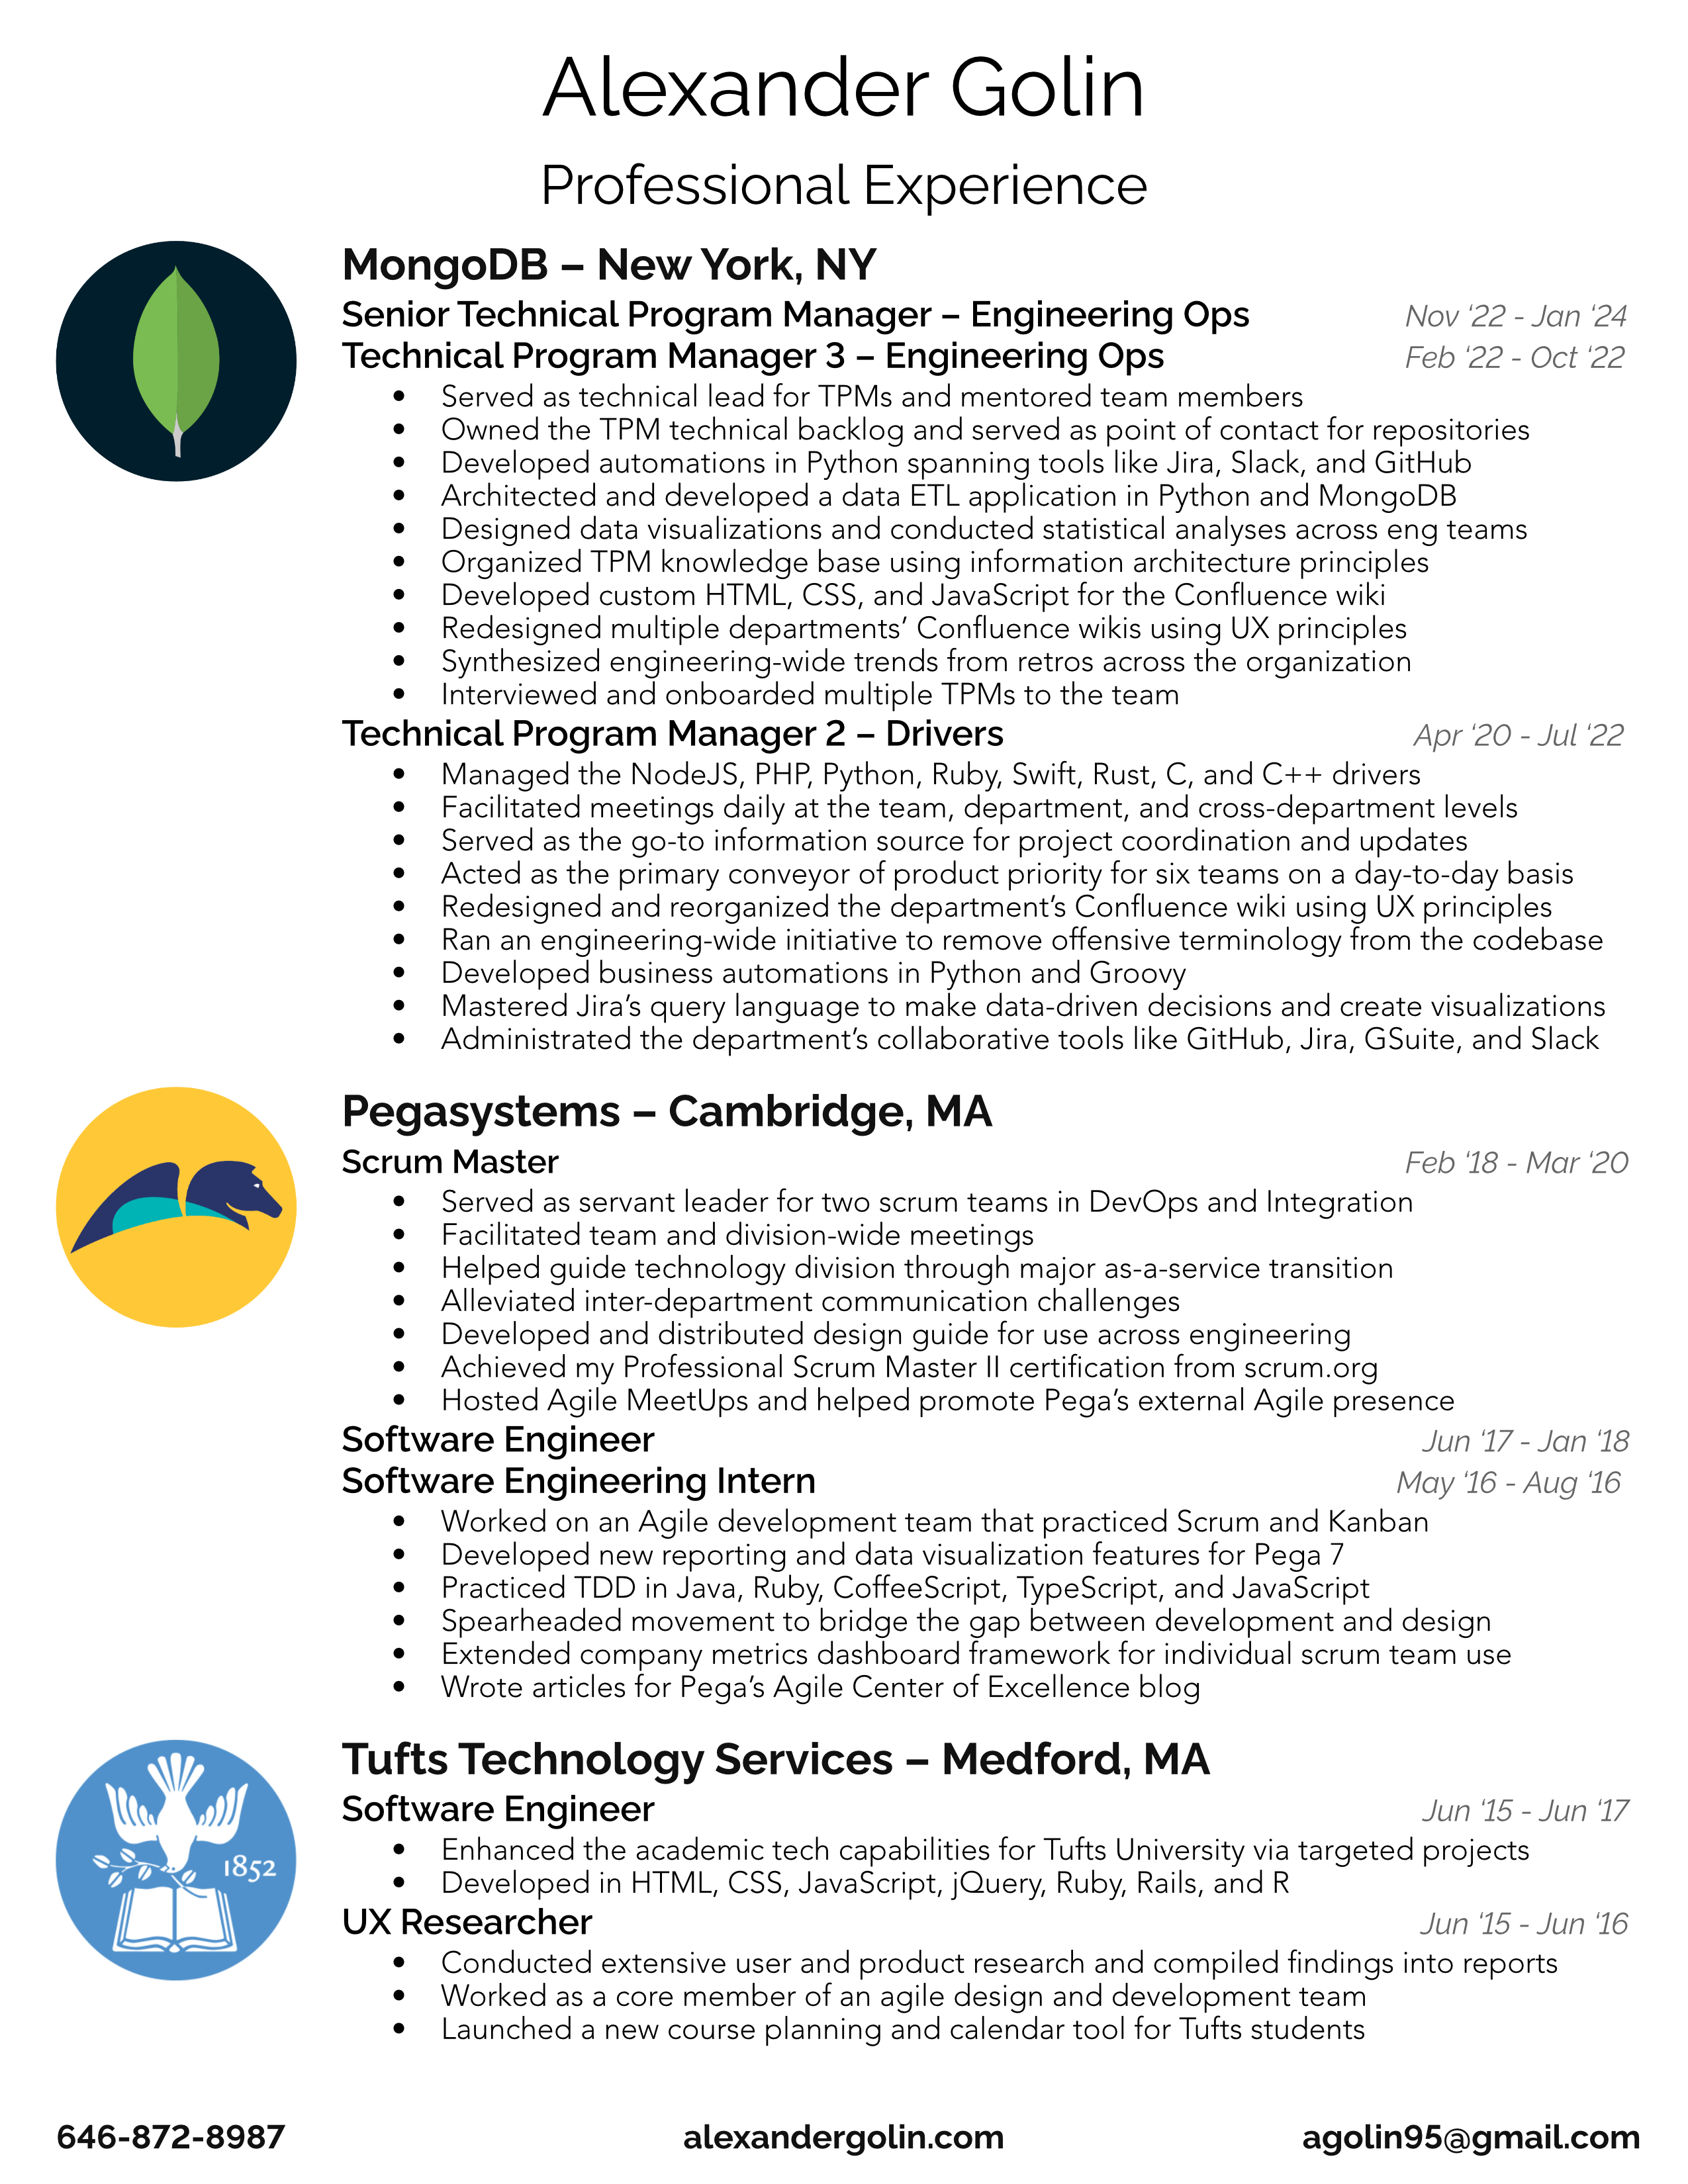 Alexander Golin
Professional Experience
MongoDB – New York, NY
Senior Technical Program Manager – Engineering Ops Nov ‘22 - Jan ‘24
Technical Program Manager 3 – Engineering Ops Feb ‘22 - Oct ‘22
• Served as technical lead for TPMs and mentored team members
• Owned the TPM technical backlog and served as point of contact for repositories
• Developed automations in Python spanning tools like Jira, Slack, and GitHub
• Architected and developed a data ETL application in Python and MongoDB
• Designed data visualizations and conducted statistical analyses across eng teams
• Organized TPM knowledge base using information architecture principles
• Developed custom HTML, CSS, and JavaScript for the Confluence wiki
• Redesigned multiple departments’ Confluence wikis using UX principles
• Synthesized engineering-wide trends from retros across the organization
• Interviewed and onboarded multiple TPMs to the team
Technical Program Manager 2 – Drivers Apr ‘20 - Jul ‘22
• Managed the NodeJS, PHP, Python, Ruby, Swift, Rust, C, and C++ drivers
• Facilitated meetings daily at the team, department, and cross-department levels
• Served as the go-to information source for project coordination and updates
• Acted as the primary conveyor of product priority for six teams on a day-to-day basis
• Redesigned and reorganized the department’s Confluence wiki using UX principles
• Ran an engineering-wide initiative to remove offensive terminology from the codebase
• Developed business automations in Python and Groovy
• Mastered Jira’s query language to make data-driven decisions and create visualizations
• Administrated the department’s collaborative tools like GitHub, Jira, GSuite, and Slack
Pegasystems – Cambridge, MA
Scrum Master Feb ‘18 - Mar ‘20
• Served as servant leader for two scrum teams in DevOps and Integration
• Facilitated team and division-wide meetings
• Helped guide technology division through major as-a-service transition
• Alleviated inter-department communication challenges
• Developed and distributed design guide for use across engineering
• Achieved my Professional Scrum Master II certification from scrum.org
• Hosted Agile MeetUps and helped promote Pega’s external Agile presence
Software Engineer Jun ‘17 - Jan ‘18
Software Engineering Intern May ‘16 - Aug ‘16
• Worked on an Agile development team that practiced Scrum and Kanban
• Developed new reporting and data visualization features for Pega 7
• Practiced TDD in Java, Ruby, CoffeeScript, TypeScript, and JavaScript
• Spearheaded movement to bridge the gap between development and design
• Extended company metrics dashboard framework for individual scrum team use
• Wrote articles for Pega’s Agile Center of Excellence blog
1852
Tufts Technology Services – Medford, MA
Software Engineer Jun ‘15 - Jun ‘17
• Enhanced the academic tech capabilities for Tufts University via targeted projects
• Developed in HTML, CSS, JavaScript, jQuery, Ruby, Rails, and R
UX Researcher Jun ‘15 - Jun ‘16
• Conducted extensive user and product research and compiled findings into reports
• Worked as a core member of an agile design and development team
• Launched a new course planning and calendar tool for Tufts students
646-872-8987 alexandergolin.com agolin95@gmail.com